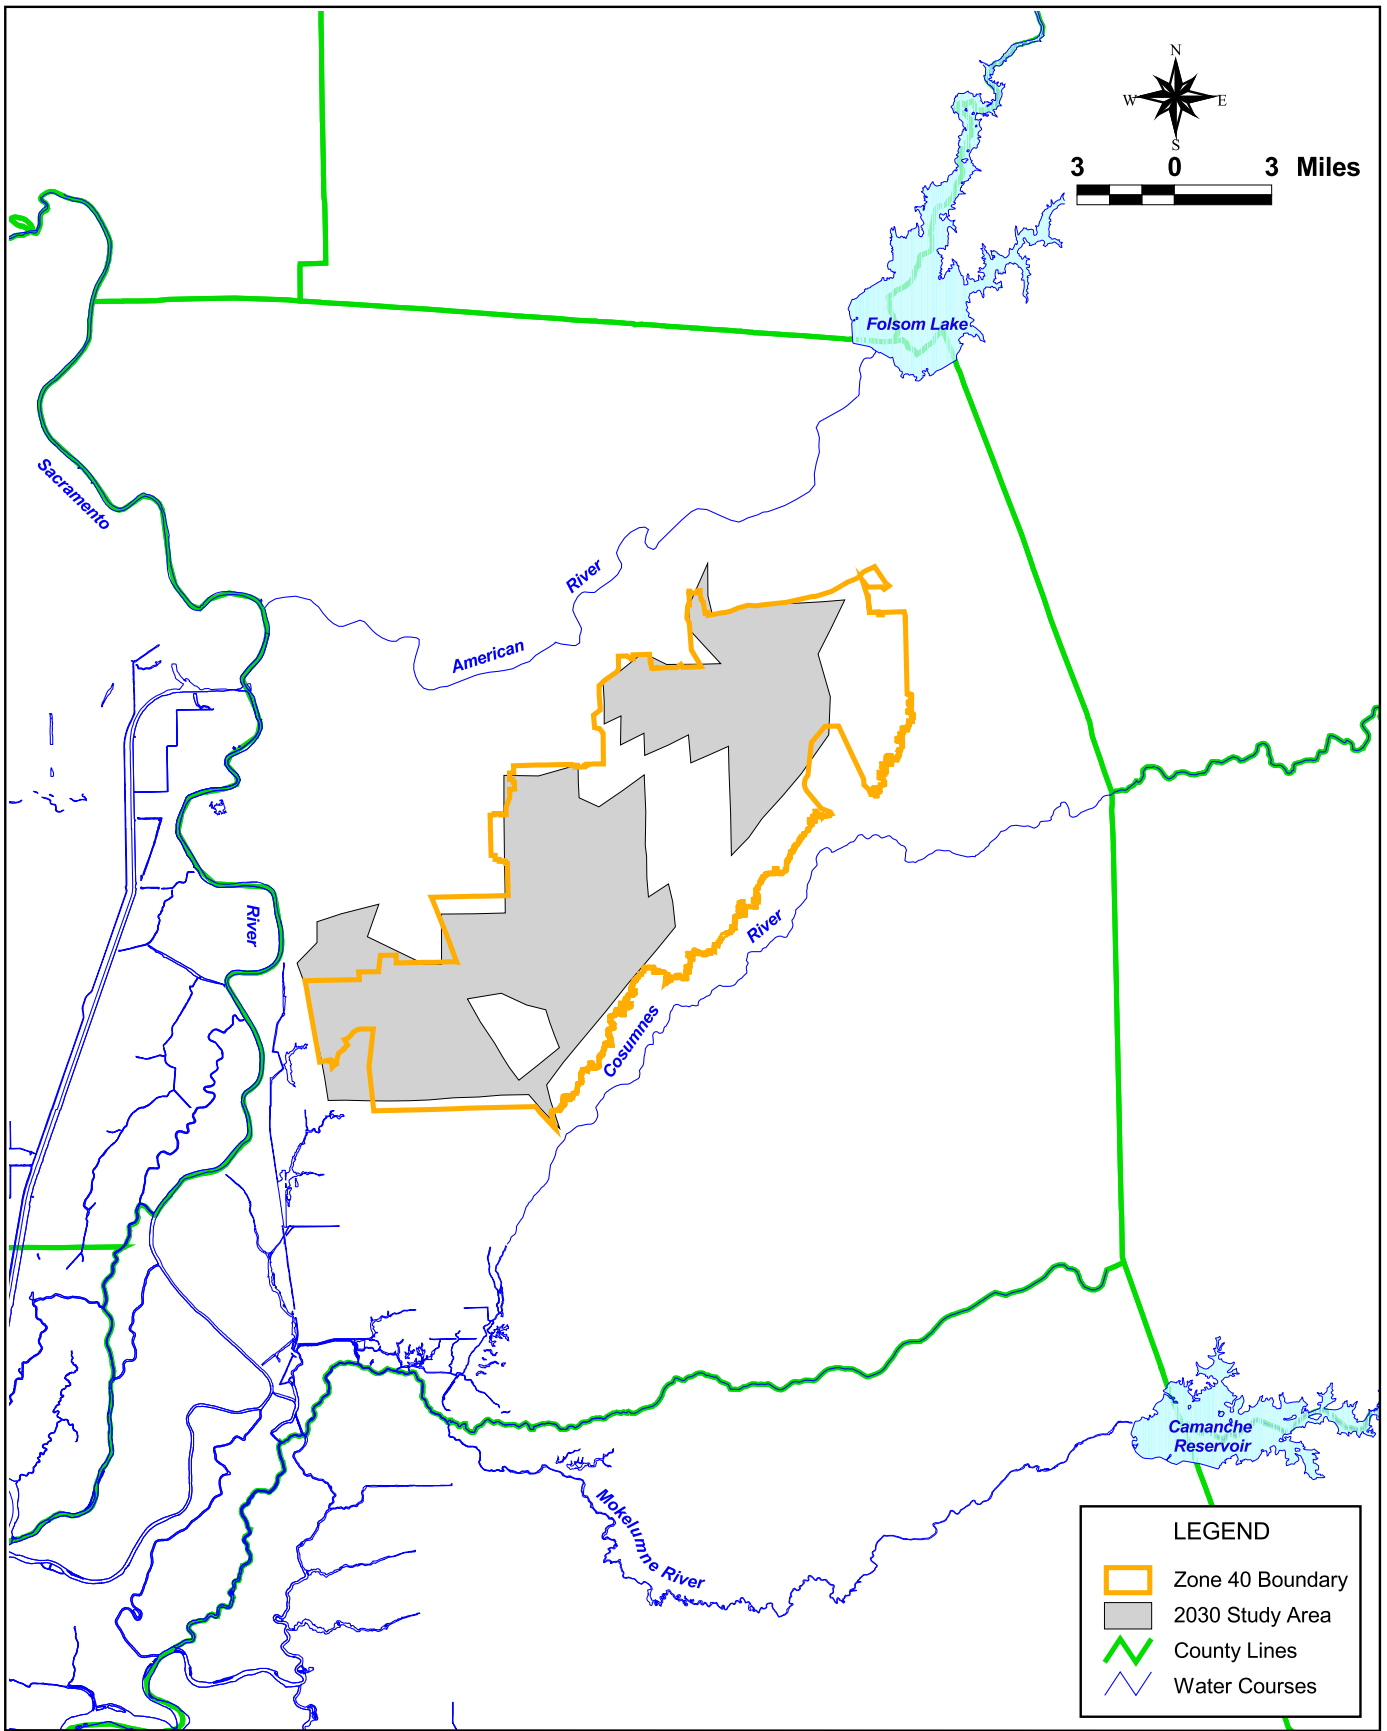 N
W E
S
3 0 3 Miles
Folsom Lake
Sacramento
River
American
River
River
Cosumnes
Camanche
Reservoir
Mokelumne River
LEGEND
Zone 40 Boundary
2030 Study Area
County Lines
Water Courses